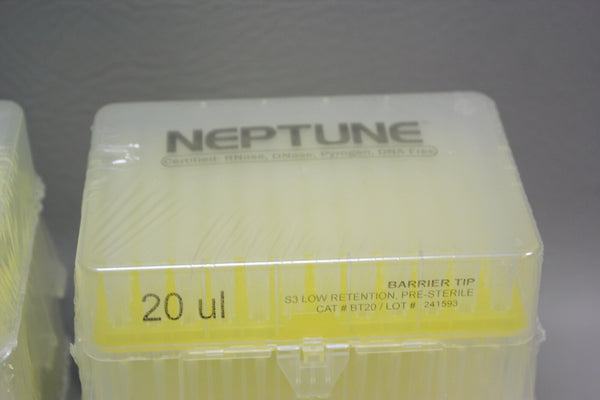 NEPTUNE™
Certified: RNase, DNase, Pyrogen, DNA Free
20 ul
BARRIER TIP
S3 LOW RETENTION, PRE-STERILE
CAT # BT20 / LOT # 241593